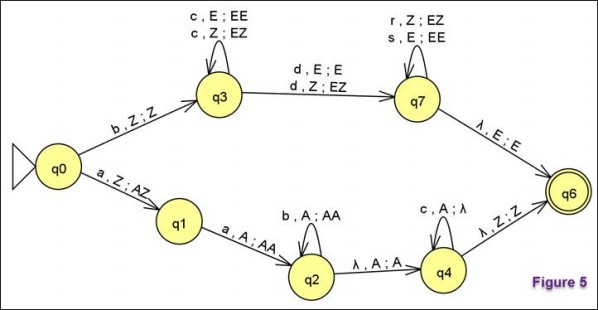 c , E ; EE
c , Z ; EZ
r , Z ; EZ
s , E ; EE
d , E ; E
d , Z ; EZ
q3
q7
b , Z ; Z
λ , E ; E
q0
q6
a , Z ; AZ
q1
b , A ; AA
c , A ; λ
a , A ; AA
λ , Z ; Z
λ , A ; A
q2
q4
Figure 5